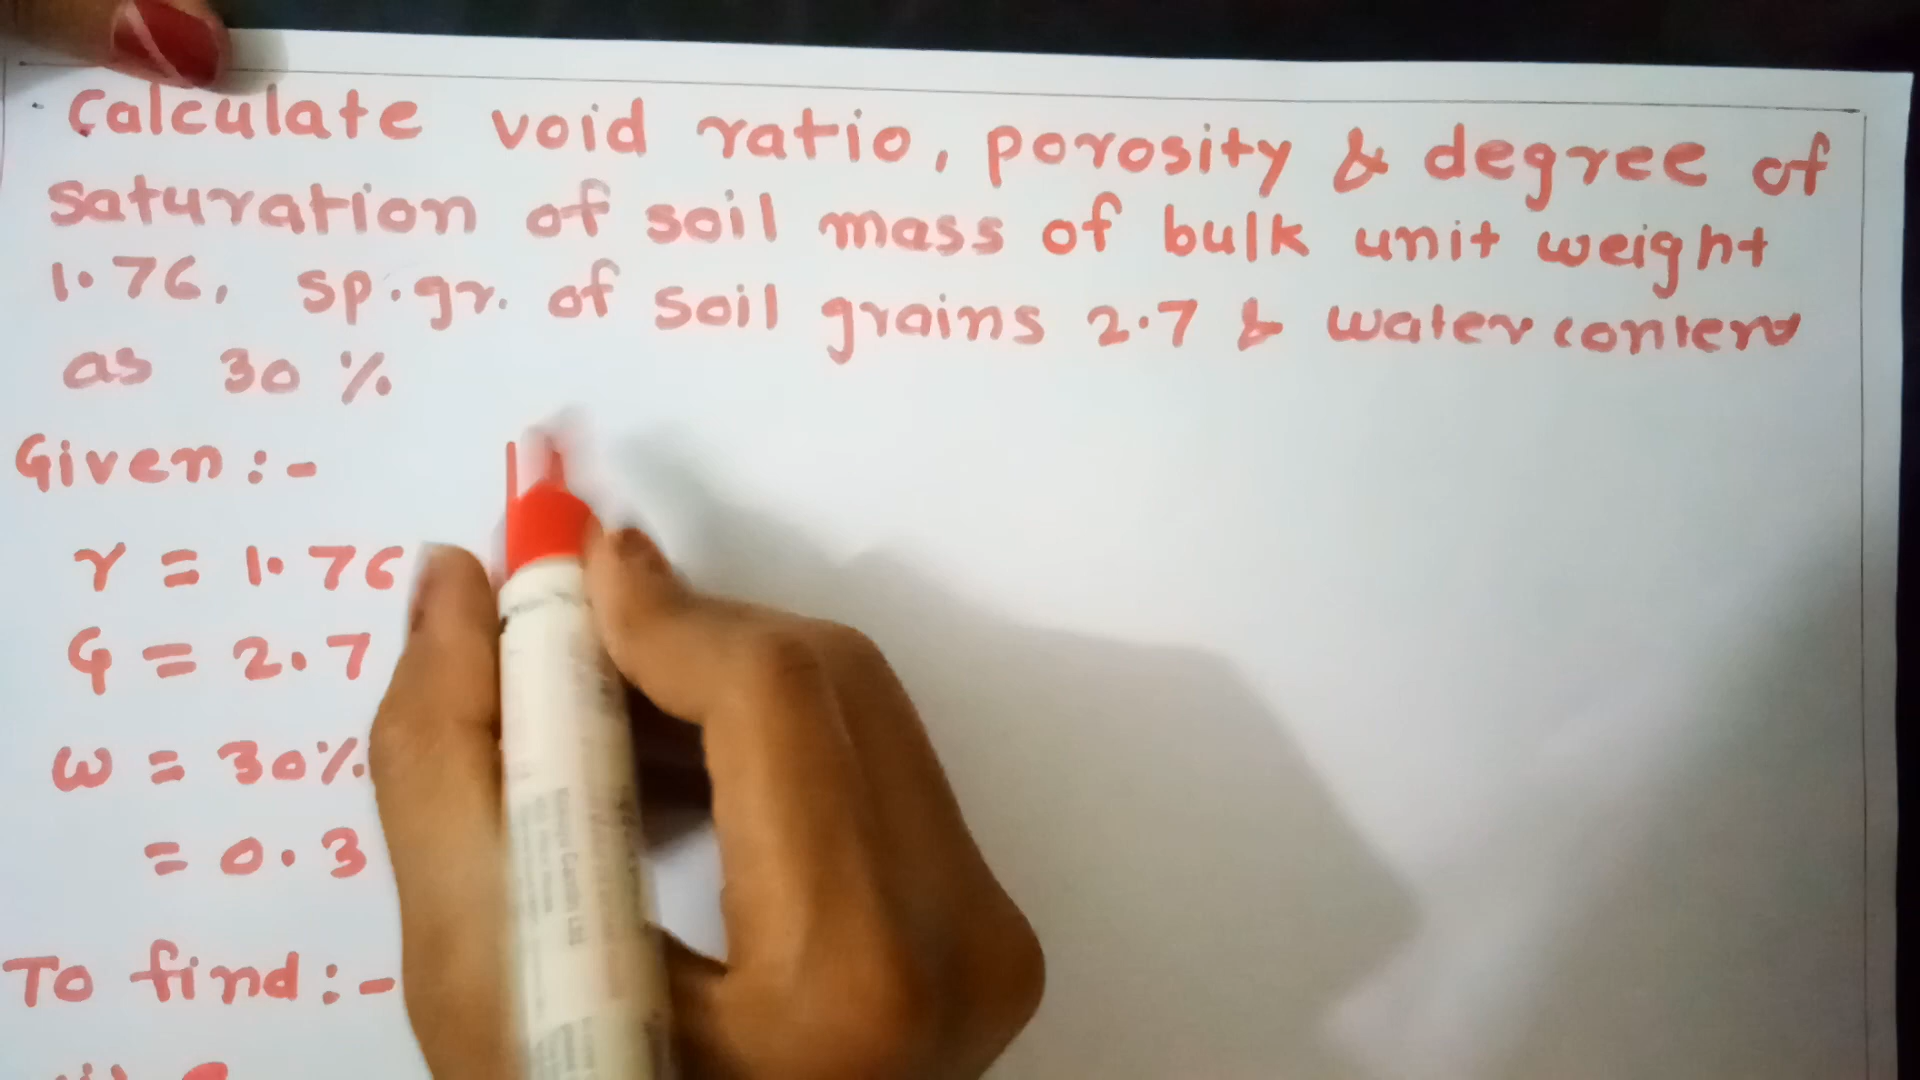 Calculate void ratio, porosity & degree of
saturation of soil mass of bulk unit weight
1.76, sp.gr. of soil grains 2.7 & water content
as 30 %
Given :-
γ = 1.76
G = 2.7
ω = 30%
= 0.3
To find :-